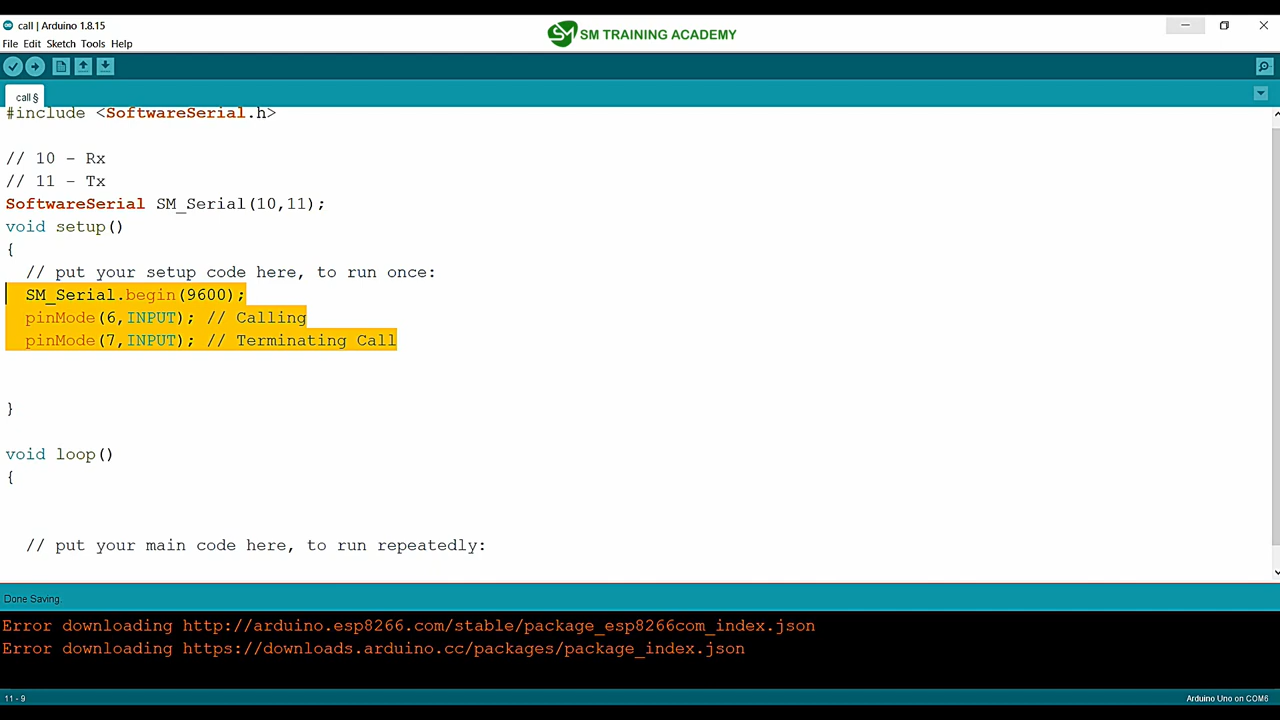 call | Arduino 1.8.15
SM TRAINING ACADEMY
File Edit Sketch Tools Help
call §
#include <SoftwareSerial.h>
// 10 - Rx
// 11 - Tx
SoftwareSerial SM_Serial(10,11);
void setup()
{
// put your setup code here, to run once:
SM_Serial.begin(9600);
pinMode(6,INPUT); // Calling
pinMode(7,INPUT); // Terminating Call
}
void loop()
{
// put your main code here, to run repeatedly:
Done Saving.
Error downloading http://arduino.esp8266.com/stable/package_esp8266com_index.json
Error downloading https://downloads.arduino.cc/packages/package_index.json
11 - 9
Arduino Uno on COM6